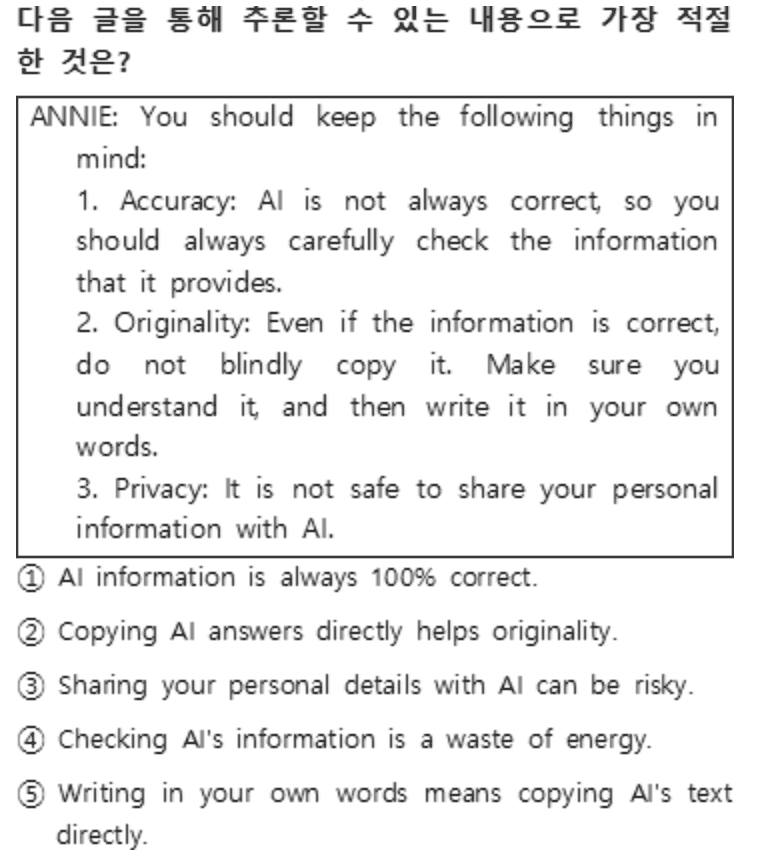 다음 글을 통해 추론할 수 있는 내용으로 가장 적절
한 것은?
ANNIE: You should keep the following things in
mind:
1. Accuracy: AI is not always correct, so you
should always carefully check the information
that it provides.
2. Originality: Even if the information is correct,
do not blindly copy it. Make sure you
understand it, and then write it in your own
words.
3. Privacy: It is not safe to share your personal
information with AI.
① AI information is always 100% correct.
② Copying AI answers directly helps originality.
③ Sharing your personal details with AI can be risky.
④ Checking AI's information is a waste of energy.
⑤ Writing in your own words means copying AI's text
directly.